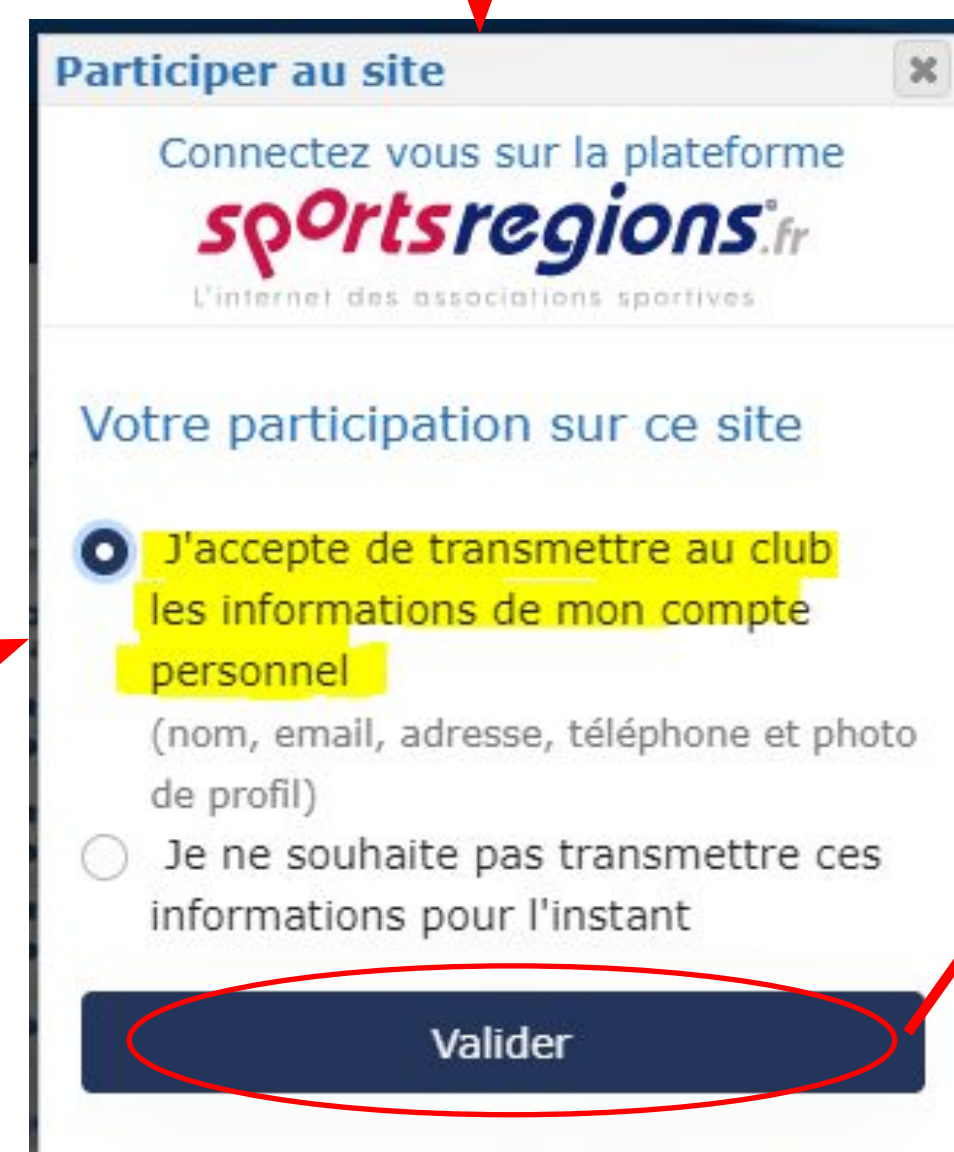 Participer au site
Connectez vous sur la plateforme
sportsregions.fr
L'internet des associations sportives
Votre participation sur ce site
J'accepte de transmettre au club
les informations de mon compte
personnel
(nom, email, adresse, téléphone et photo
de profil)
Je ne souhaite pas transmettre ces
informations pour l'instant
Valider